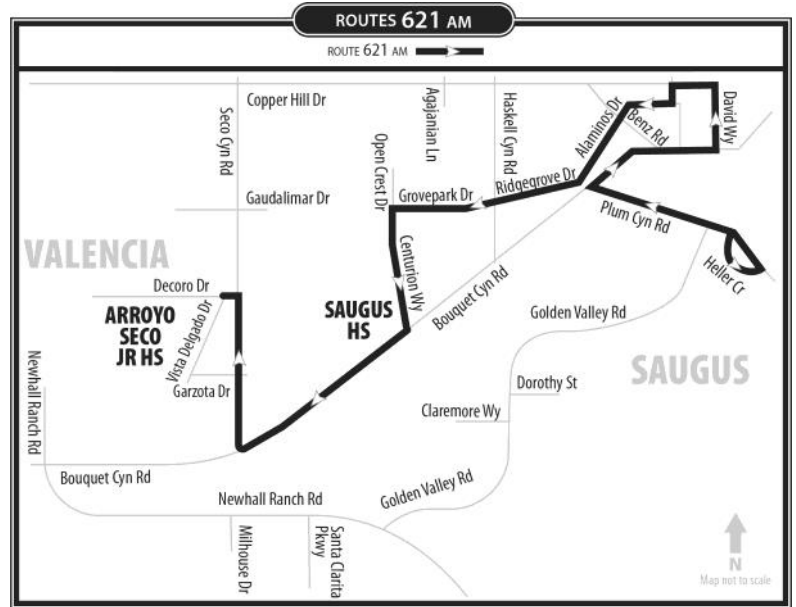 ROUTES 621 AM
ROUTE 621 AM
Copper Hill Dr
Seco Cyn Rd
Agajanian Ln
Haskell Cyn Rd
Alaminos Dr
Benz Rd
David Wy
Open Crest Dr
Gaudalimar Dr
Grovepark Dr
Ridgegrove Dr
Plum Cyn Rd
Heller Cr
VALENCIA
Centurion Wy
Bouquet Cyn Rd
Decoro Dr
ARROYO
SECO
JR HS
Vista Delgado Dr
SAUGUS
HS
Golden Valley Rd
SAUGUS
Newhall Ranch Rd
Garzota Dr
Dorothy St
Claremore Wy
Bouquet Cyn Rd
Newhall Ranch Rd
Golden Valley Rd
Milhouse Dr
Santa Clarita
Pkwy
N
Map not to scale